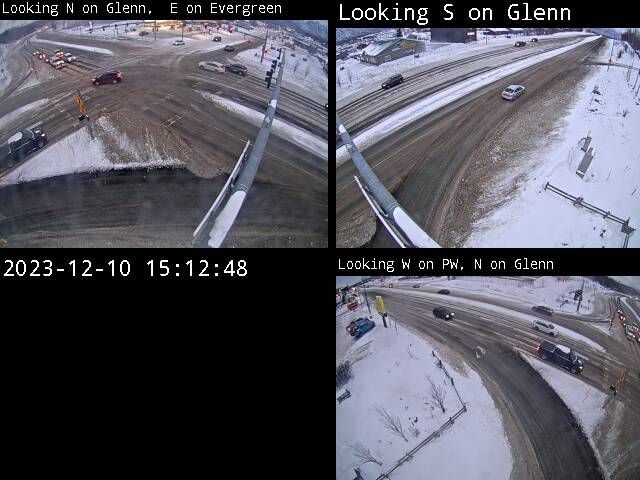 Looking N on Glenn,  E on Evergreen
Looking S on Glenn
2023-12-10 15:12:48
Looking W on PW, N on Glenn